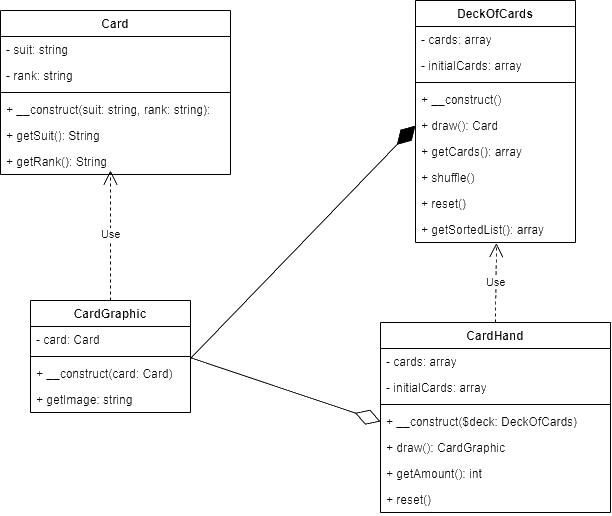 Card
- suit: string
- rank: string
+ __construct(suit: string, rank: string):
+ getSuit(): String
+ getRank(): String
DeckOfCards
- cards: array
- initialCards: array
+ __construct()
+ draw(): Card
+ getCards(): array
+ shuffle()
+ reset()
+ getSortedList(): array
Use
Use
CardGraphic
- card: Card
+ __construct(card: Card)
+ getImage: string
CardHand
- cards: array
- initialCards: array
+ __construct($deck: DeckOfCards)
+ draw(): CardGraphic
+ getAmount(): int
+ reset()